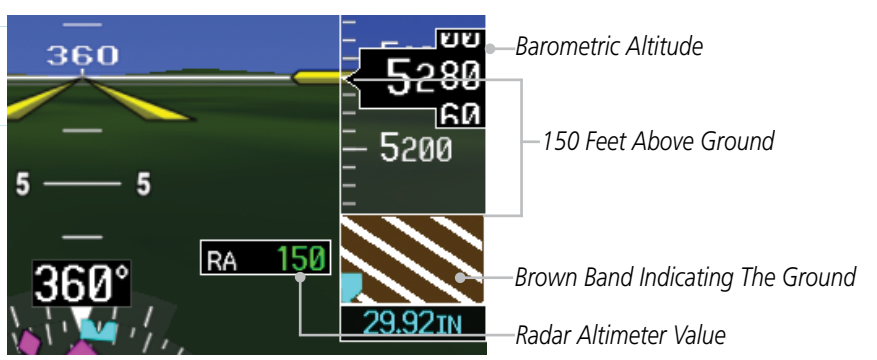 00
360
5280
60
5200
5 5
RA 150
360°
29.92IN
Barometric Altitude
150 Feet Above Ground
Brown Band Indicating The Ground
Radar Altimeter Value